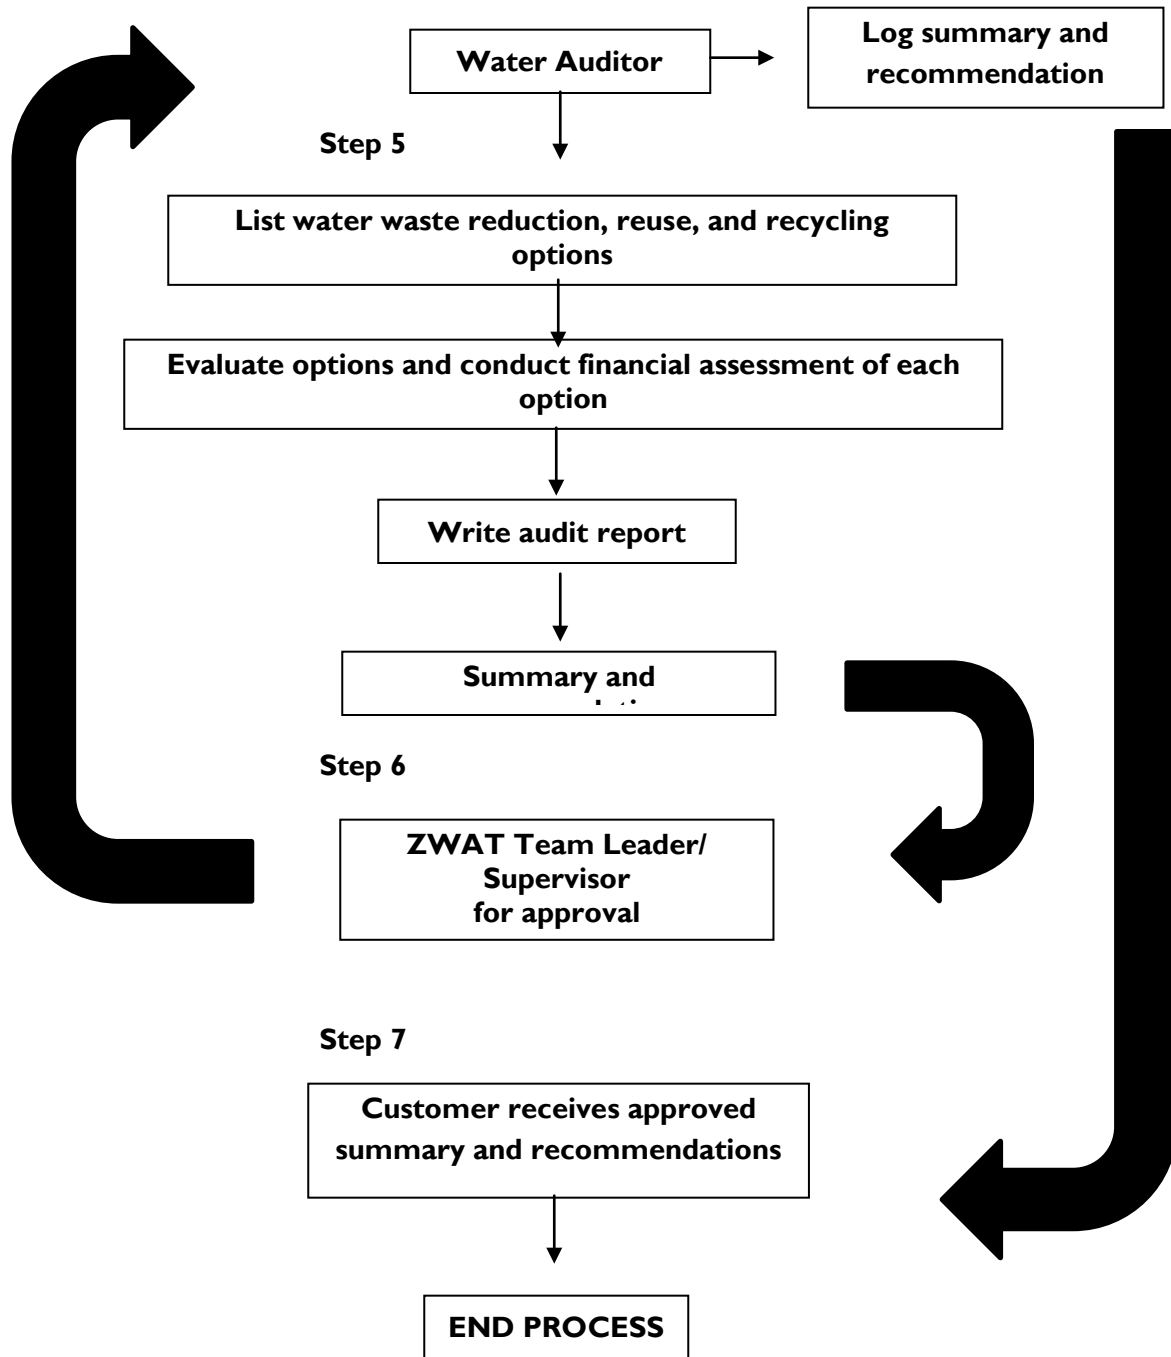 Water Auditor
Log summary and
recommendation
Step 5
List water waste reduction, reuse, and recycling
options
Evaluate options and conduct financial assessment of each
option
Write audit report
Summary and
Step 6
ZWAT Team Leader/
Supervisor
for approval
Step 7
Customer receives approved
summary and recommendations
END PROCESS